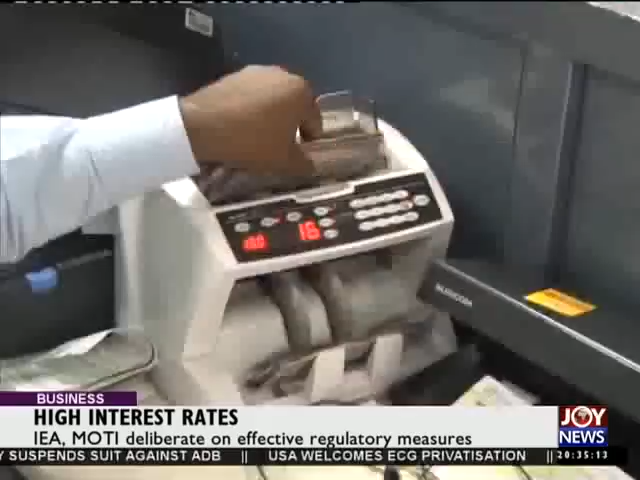 100
16
BUSINESS
HIGH INTEREST RATES
IEA, MOTI deliberate on effective regulatory measures
JOY
NEWS
Y SUSPENDS SUIT AGAINST ADB || USA WELCOMES ECG PRIVATISATION || 20:35:13